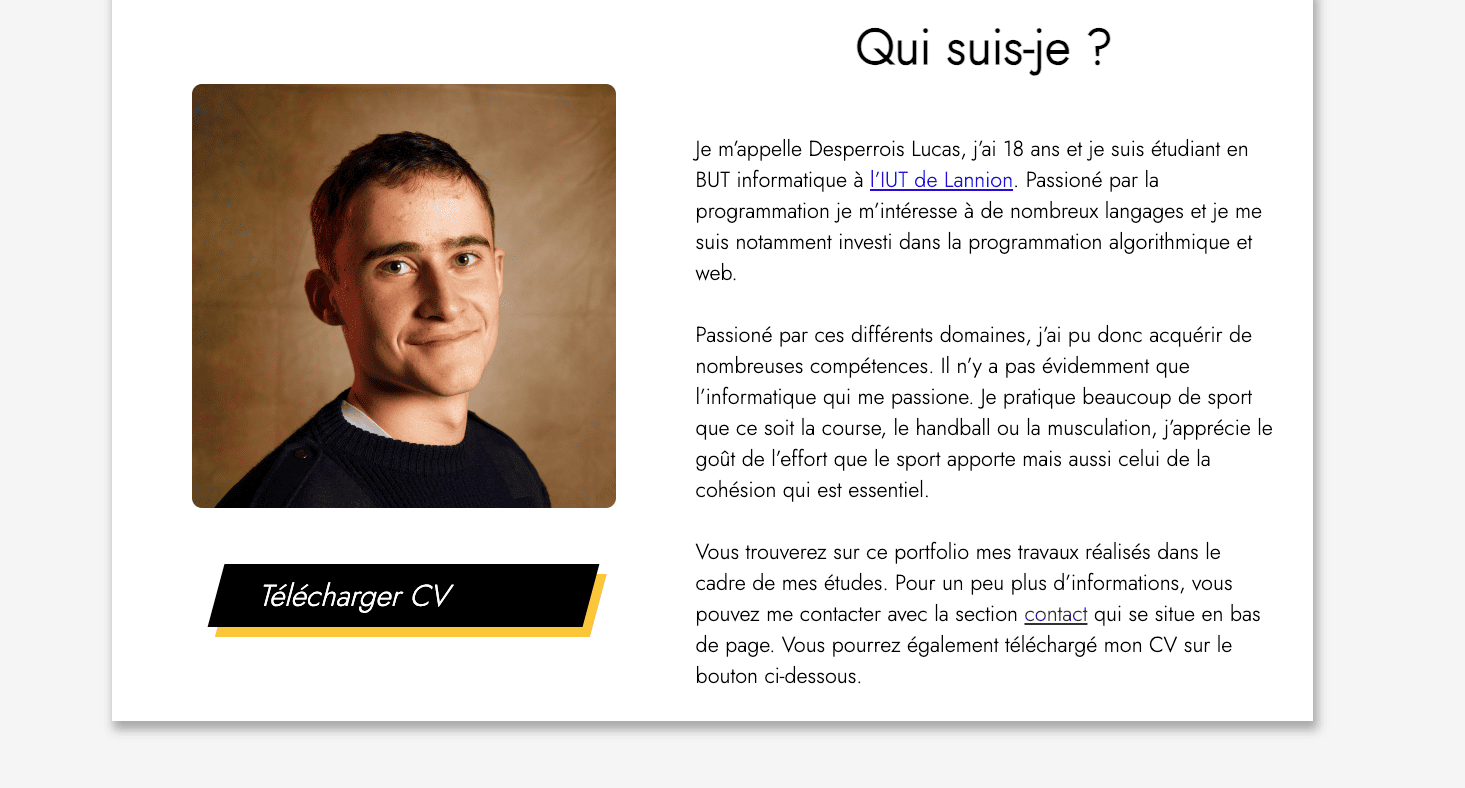 Qui suis-je ?
Je m’appelle Desperrois Lucas, j’ai 18 ans et je suis étudiant en
BUT informatique à l’IUT de Lannion. Passioné par la
programmation je m’intéresse à de nombreux langages et je me
suis notamment investi dans la programmation algorithmique et
web.
Passioné par ces différents domaines, j’ai pu donc acquérir de
nombreuses compétences. Il n’y a pas évidemment que
l’informatique qui me passione. Je pratique beaucoup de sport
que ce soit la course, le handball ou la musculation, j’apprécie le
goût de l’effort que le sport apporte mais aussi celui de la
cohésion qui est essentiel.
Vous trouverez sur ce portfolio mes travaux réalisés dans le
cadre de mes études. Pour un peu plus d’informations, vous
pouvez me contacter avec la section contact qui se situe en bas
de page. Vous pourrez également téléchargé mon CV sur le
bouton ci-dessous.
Télécharger CV